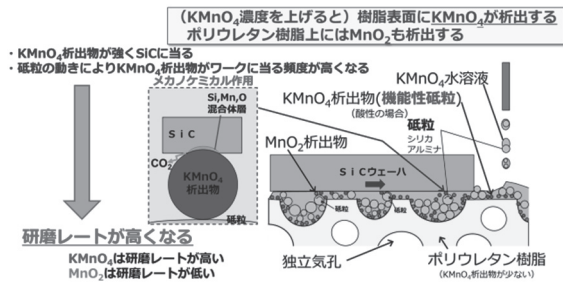 （KMnO₄濃度を上げると）樹脂表面にKMnO₄が析出する
ポリウレタン樹脂上にはMnO₂も析出する
・KMnO₄析出物が強くSiCに当る
・砥粒の動きによりKMnO₄析出物がワークに当る頻度が高くなる
メカノケミカル作用
Si,Mn,O
混合体層
SiC
CO₂
KMnO₄
析出物
砥粒
KMnO₄水溶液
KMnO₄析出物(機能性砥粒)
(酸性の場合)
砥粒
シリカ
アルミナ
MnO₂析出物
SiCウェーハ
砥粒
砥粒
研磨レートが高くなる
KMnO₄は研磨レートが高い
MnO₂は研磨レートが低い
独立気孔
ポリウレタン樹脂
(KMnO₄析出物が少ない)